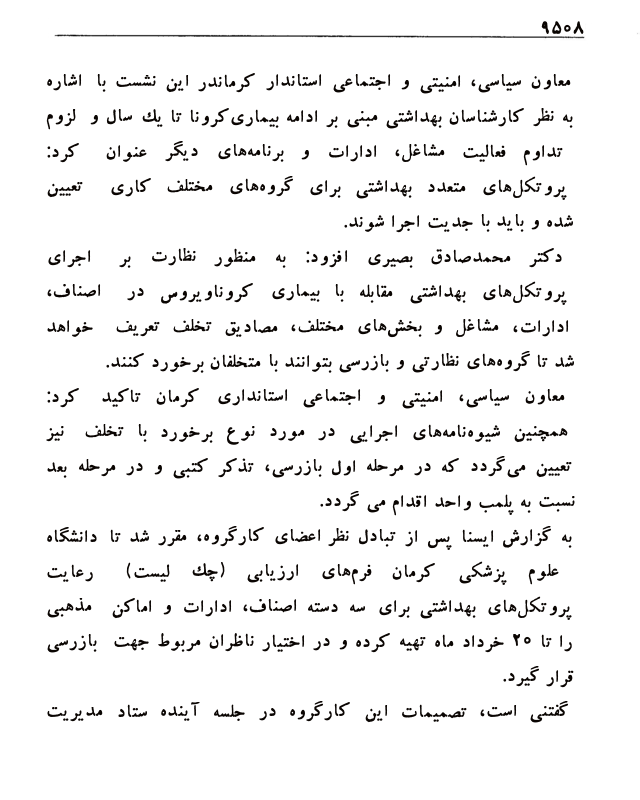 ۹۵۰۸
معاون سیاسی، امنیتی و اجتماعی استاندار کرماندر این نشست با اشاره
به نظر کارشناسان بهداشتی مبنی بر ادامه بیماری‌کرونا تا یك سال و لزوم
تداوم فعالیت مشاغل، ادارات و برنامه‌های دیگر عنوان کرد:
پروتکل‌های متعدد بهداشتی برای گروه‌های مختلف کاری تعیین
شده و باید با جدیت اجرا شوند.
دکتر محمدصادق بصیری افزود: به منظور نظارت بر اجرای
پروتکل‌های بهداشتی مقابله با بیماری کروناویروس در اصناف،
ادارات، مشاغل و بخش‌های مختلف، مصادیق تخلف تعریف خواهد
شد تا گروه‌های نظارتی و بازرسی بتوانند با متخلفان برخورد کنند.
معاون سیاسی، امنیتی و اجتماعی استانداری کرمان تاکید کرد:
همچنین شیوه‌نامه‌های اجرایی در مورد نوع برخورد با تخلف نیز
تعیین می‌گردد که در مرحله اول بازرسی، تذکر کتبی و در مرحله بعد
نسبت به پلمب واحد اقدام می گردد.
به گزارش ایسنا پس از تبادل نظر اعضای کارگروه، مقرر شد تا دانشگاه
علوم پزشکی کرمان فرم‌های ارزیابی (چك لیست) رعایت
پروتکل‌های بهداشتی برای سه دسته اصناف، ادارات و اماکن مذهبی
را تا ۲۰ خرداد ماه تهیه کرده و در اختیار ناظران مربوط جهت بازرسی
قرار گیرد.
گفتنی است، تصمیمات این کارگروه در جلسه آینده ستاد مدیریت